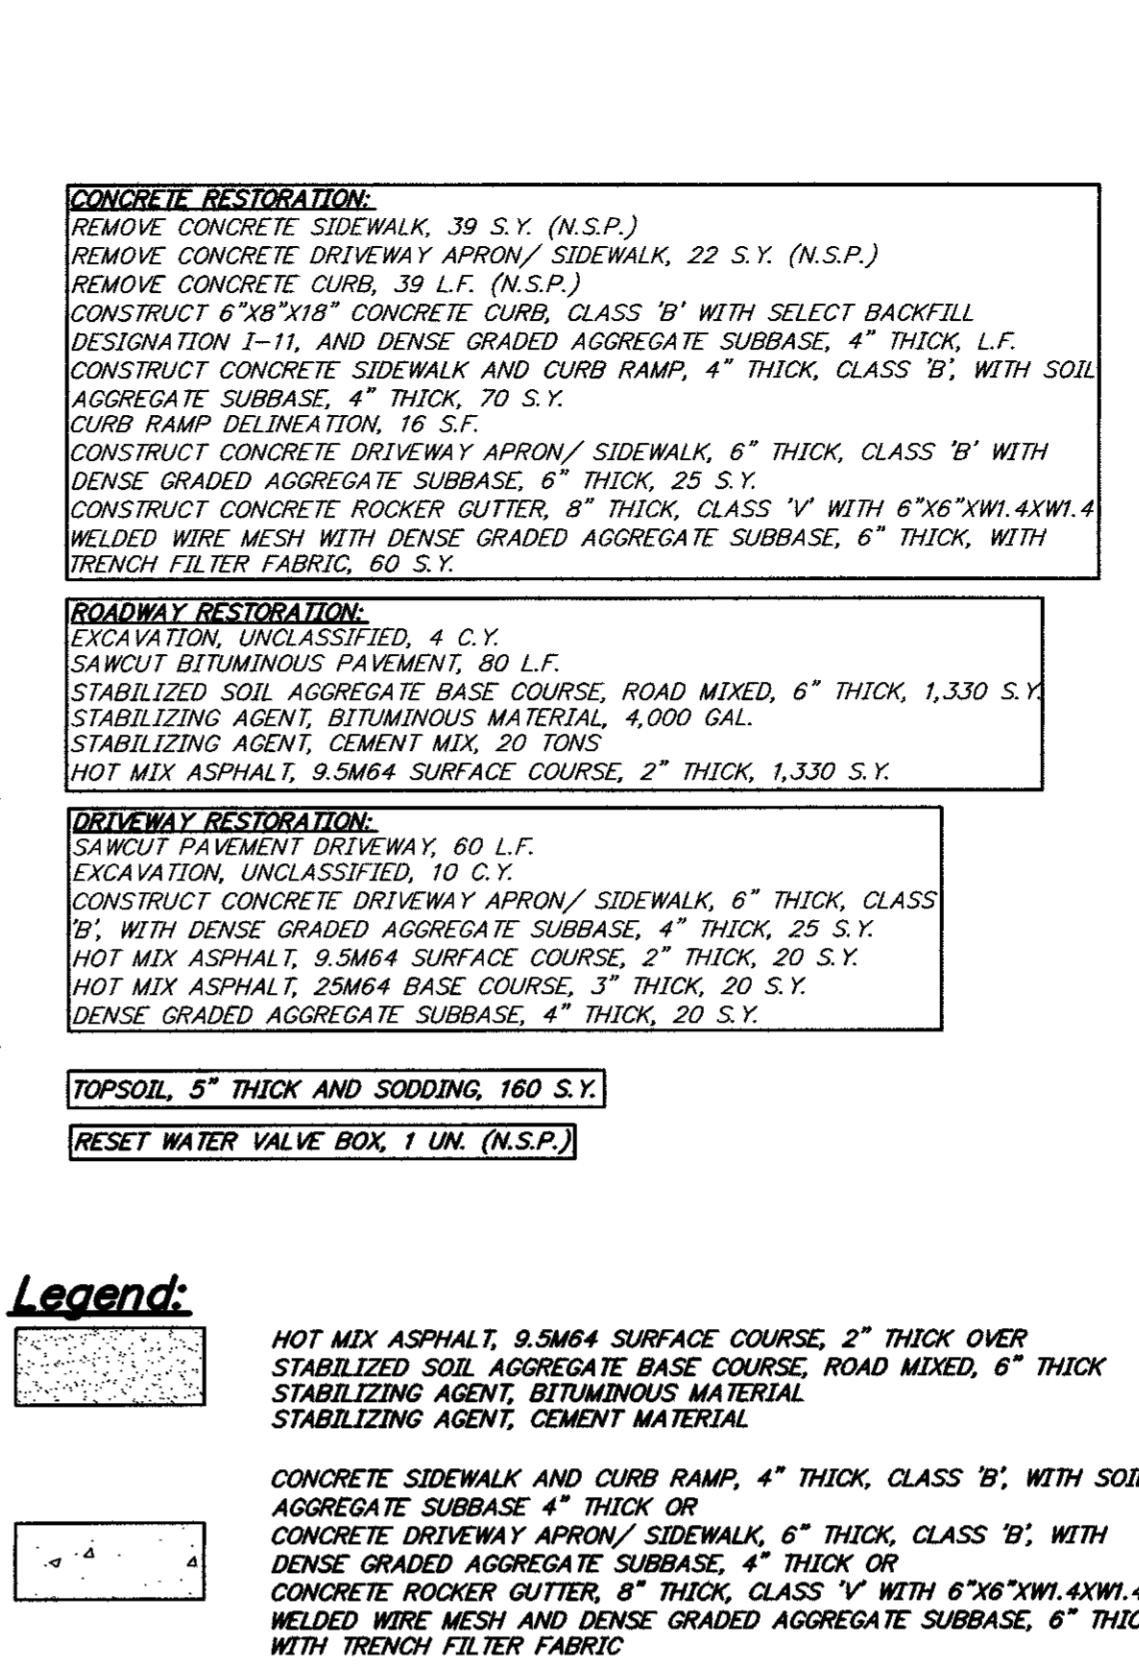 CONCRETE RESTORATION:
REMOVE CONCRETE SIDEWALK, 39 S.Y. (N.S.P.)
REMOVE CONCRETE DRIVEWAY APRON/ SIDEWALK, 22 S.Y. (N.S.P.)
REMOVE CONCRETE CURB, 39 L.F. (N.S.P.)
CONSTRUCT 6"X8"X18" CONCRETE CURB, CLASS 'B' WITH SELECT BACKFILL
DESIGNATION I-11, AND DENSE GRADED AGGREGATE SUBBASE, 4" THICK, L.F.
CONSTRUCT CONCRETE SIDEWALK AND CURB RAMP, 4" THICK, CLASS 'B', WITH SOIL
AGGREGATE SUBBASE, 4" THICK, 70 S.Y.
CURB RAMP DELINEATION, 16 S.F.
CONSTRUCT CONCRETE DRIVEWAY APRON/ SIDEWALK, 6" THICK, CLASS 'B' WITH
DENSE GRADED AGGREGATE SUBBASE, 6" THICK, 25 S.Y.
CONSTRUCT CONCRETE ROCKER GUTTER, 8" THICK, CLASS 'V' WITH 6"X6"XW1.4XW1.4
WELDED WIRE MESH WITH DENSE GRADED AGGREGATE SUBBASE, 6" THICK, WITH
TRENCH FILTER FABRIC, 60 S.Y.
ROADWAY RESTORATION:
EXCAVATION, UNCLASSIFIED, 4 C.Y.
SAWCUT BITUMINOUS PAVEMENT, 80 L.F.
STABILIZED SOIL AGGREGATE BASE COURSE, ROAD MIXED, 6" THICK, 1,330 S.Y.
STABILIZING AGENT, BITUMINOUS MATERIAL, 4,000 GAL.
STABILIZING AGENT, CEMENT MIX, 20 TONS
HOT MIX ASPHALT, 9.5M64 SURFACE COURSE, 2" THICK, 1,330 S.Y.
DRIVEWAY RESTORATION:
SAWCUT PAVEMENT DRIVEWAY, 60 L.F.
EXCAVATION, UNCLASSIFIED, 10 C.Y.
CONSTRUCT CONCRETE DRIVEWAY APRON/ SIDEWALK, 6" THICK, CLASS
'B', WITH DENSE GRADED AGGREGATE SUBBASE, 4" THICK, 25 S.Y.
HOT MIX ASPHALT, 9.5M64 SURFACE COURSE, 2" THICK, 20 S.Y.
HOT MIX ASPHALT, 25M64 BASE COURSE, 3" THICK, 20 S.Y.
DENSE GRADED AGGREGATE SUBBASE, 4" THICK, 20 S.Y.
TOPSOIL, 5" THICK AND SODDING, 160 S.Y.
RESET WATER VALVE BOX, 1 UN. (N.S.P.)
Legend:
HOT MIX ASPHALT, 9.5M64 SURFACE COURSE, 2" THICK OVER
STABILIZED SOIL AGGREGATE BASE COURSE, ROAD MIXED, 6" THICK
STABILIZING AGENT, BITUMINOUS MATERIAL
STABILIZING AGENT, CEMENT MATERIAL
CONCRETE SIDEWALK AND CURB RAMP, 4" THICK, CLASS 'B', WITH SOI
AGGREGATE SUBBASE 4" THICK OR
CONCRETE DRIVEWAY APRON/ SIDEWALK, 6" THICK, CLASS 'B', WITH
DENSE GRADED AGGREGATE SUBBASE, 4" THICK OR
CONCRETE ROCKER GUTTER, 8" THICK, CLASS 'V' WITH 6"X6"XW1.4XW1.4
WELDED WIRE MESH AND DENSE GRADED AGGREGATE SUBBASE, 6" THIC
WITH TRENCH FILTER FABRIC